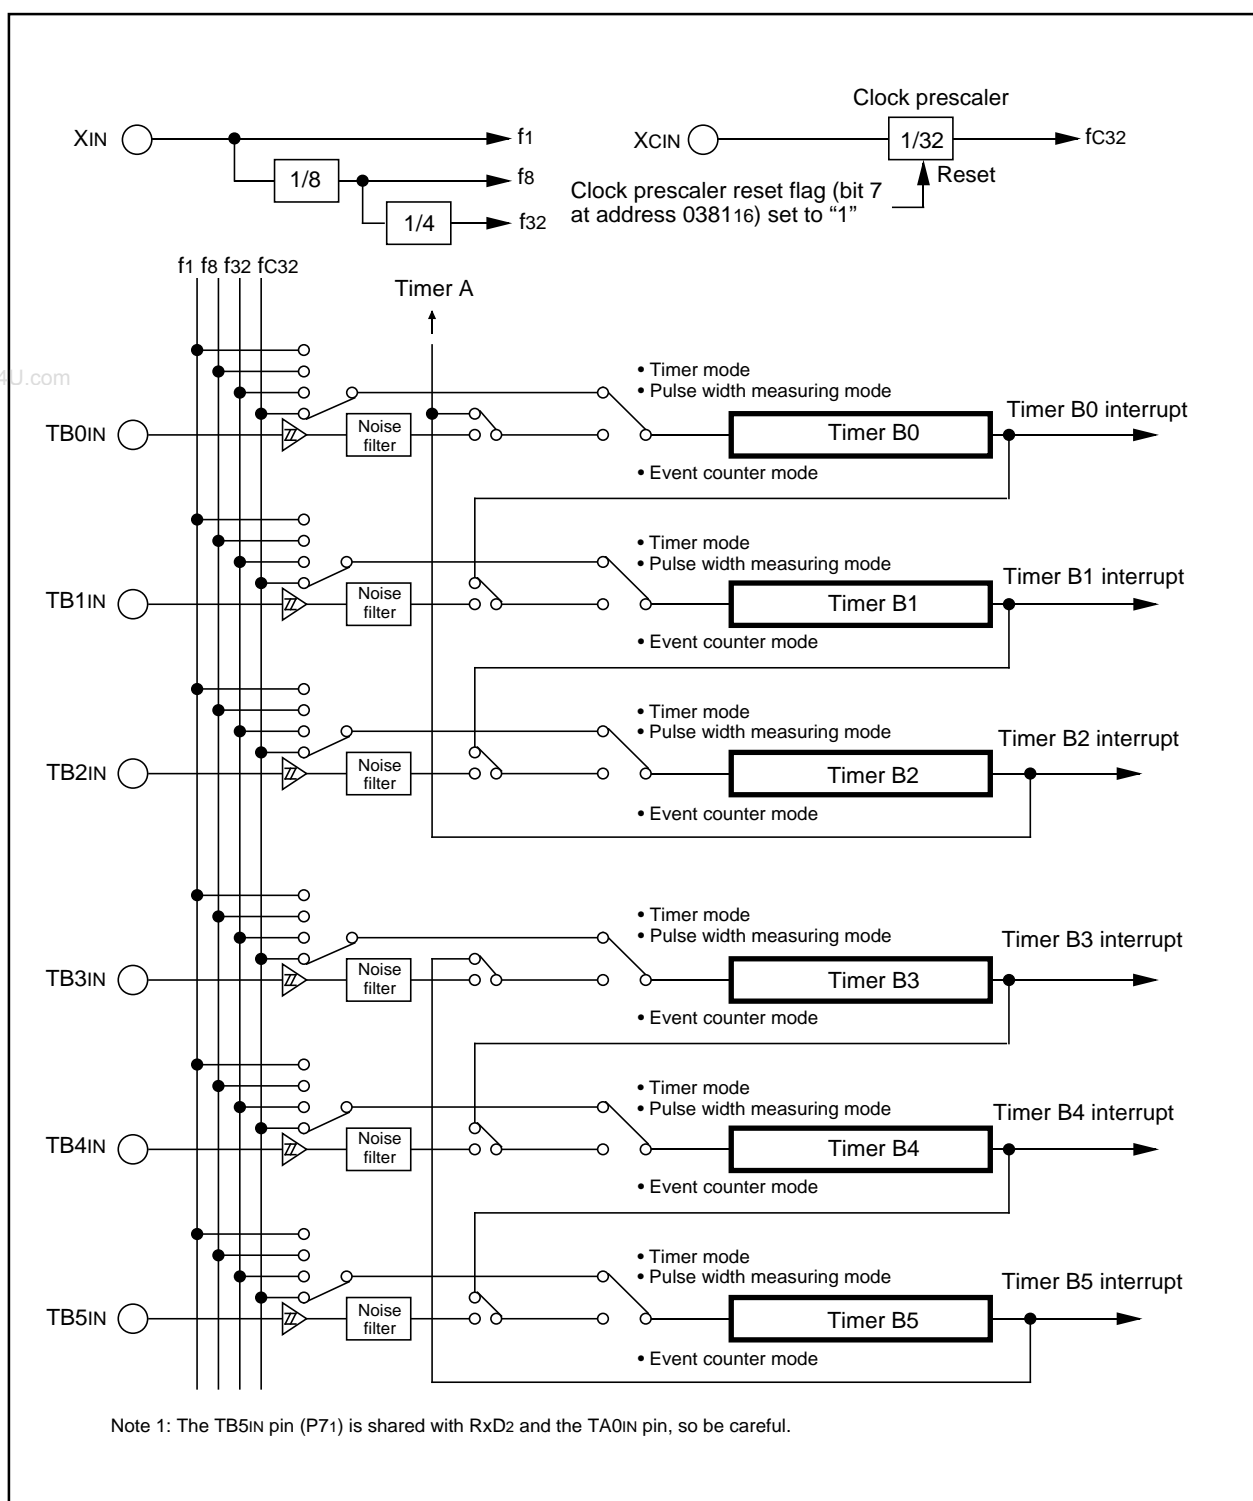 Clock prescaler
XIN
f1
XCIN
1/32
fC32
1/8
f8
Reset
Clock prescaler reset flag (bit 7
at address 038116) set to “1”
1/4
f32
f1 f8 f32 fC32
Timer A
4U.com
• Timer mode
• Pulse width measuring mode
Timer B0 interrupt
TB0IN
Noise
filter
Timer B0
• Event counter mode
• Timer mode
• Pulse width measuring mode
Timer B1 interrupt
TB1IN
Noise
filter
Timer B1
• Event counter mode
• Timer mode
• Pulse width measuring mode
Timer B2 interrupt
TB2IN
Noise
filter
Timer B2
• Event counter mode
• Timer mode
• Pulse width measuring mode
Timer B3 interrupt
TB3IN
Noise
filter
Timer B3
• Event counter mode
• Timer mode
• Pulse width measuring mode
Timer B4 interrupt
TB4IN
Noise
filter
Timer B4
• Event counter mode
• Timer mode
• Pulse width measuring mode
Timer B5 interrupt
TB5IN
Noise
filter
Timer B5
• Event counter mode
Note 1: The TB5IN pin (P71) is shared with RxD2 and the TA0IN pin, so be careful.